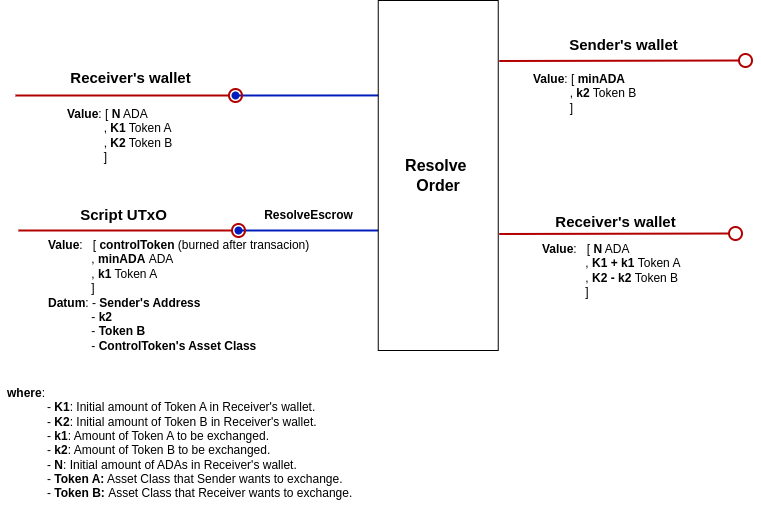 Receiver's wallet
Value: [ N ADA
, K1 Token A
, K2 Token B
]
Script UTxO
ResolveEscrow
Value: [ controlToken (burned after transacion)
, minADA ADA
, k1 Token A
]
Datum: - Sender's Address
- k2
- Token B
- ControlToken's Asset Class
Resolve
Order
Sender's wallet
Value: [ minADA
, k2 Token B
]
Receiver's wallet
Value: [ N ADA
, K1 + k1 Token A
, K2 - k2 Token B
]
where:
- K1: Initial amount of Token A in Receiver's wallet.
- K2: Initial amount of Token B in Receiver's wallet.
- k1: Amount of Token A to be exchanged.
- k2: Amount of Token B to be exchanged.
- N: Initial amount of ADAs in Receiver's wallet.
- Token A: Asset Class that Sender wants to exchange.
- Token B: Asset Class that Receiver wants to exchange.